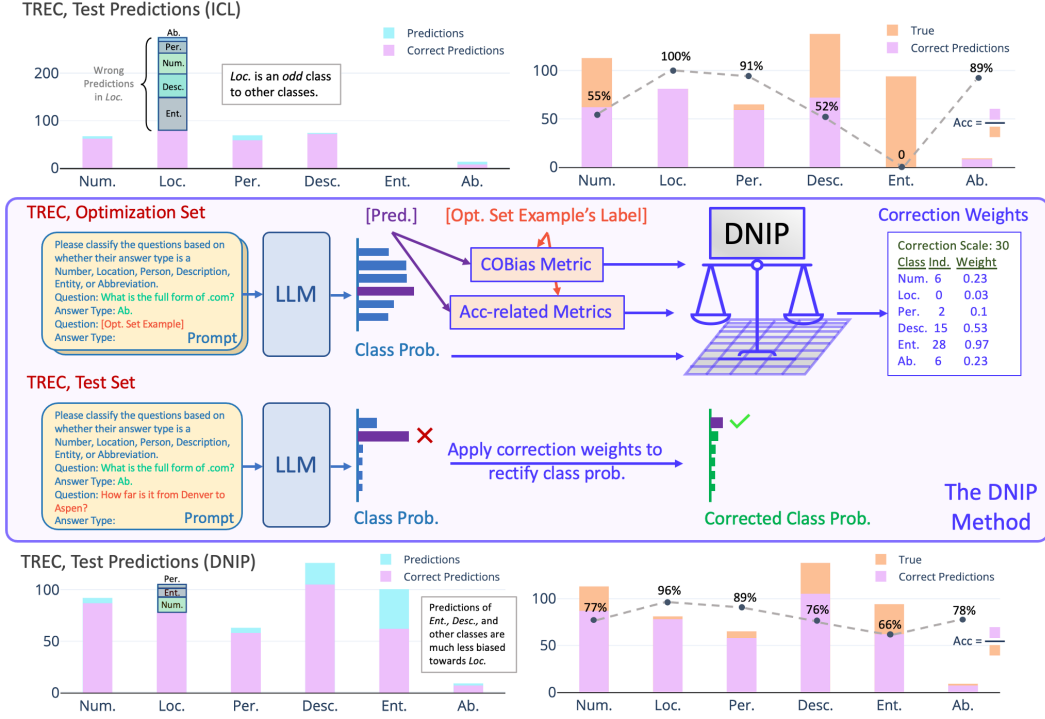 TREC, Test Predictions (ICL)
Predictions
Correct Predictions
Ab.
Per.
Num.
Desc.
Ent.
Wrong
Predictions
in Loc.
Loc. is an odd class
to other classes.
200
100
0
Num.
Loc.
Per.
Desc.
Ent.
Ab.
True
Correct Predictions
100
50
0
55%
100%
91%
52%
0
89%
Acc =
Num.
Loc.
Per.
Desc.
Ent.
Ab.
TREC, Optimization Set
Please classify the questions based on
whether their answer type is a
Number, Location, Person, Description,
Entity, or Abbreviation.
Question: What is the full form of .com?
Answer Type: Ab.
Question: [Opt. Set Example]
Answer Type:
Prompt
LLM
Class Prob.
[Pred.]
[Opt. Set Example's Label]
COBias Metric
Acc-related Metrics
DNIP
Correction Weights
Correction Scale: 30
Class Ind. Weight
Num. 6 0.23
Loc. 0 0.03
Per. 2 0.1
Desc. 15 0.53
Ent. 28 0.97
Ab. 6 0.23
TREC, Test Set
Please classify the questions based on
whether their answer type is a
Number, Location, Person, Description,
Entity, or Abbreviation.
Question: What is the full form of .com?
Answer Type: Ab.
Question: How far is it from Denver to
Aspen?
Answer Type:
Prompt
LLM
Class Prob.
Apply correction weights to
rectify class prob.
Corrected Class Prob.
The DNIP
Method
TREC, Test Predictions (DNIP)
Predictions
Correct Predictions
Per.
Ent.
Num.
Predictions of
Ent., Desc., and
other classes are
much less biased
towards Loc.
100
50
0
Num.
Loc.
Per.
Desc.
Ent.
Ab.
True
Correct Predictions
100
50
0
77%
96%
89%
76%
66%
78%
Acc =
Num.
Loc.
Per.
Desc.
Ent.
Ab.